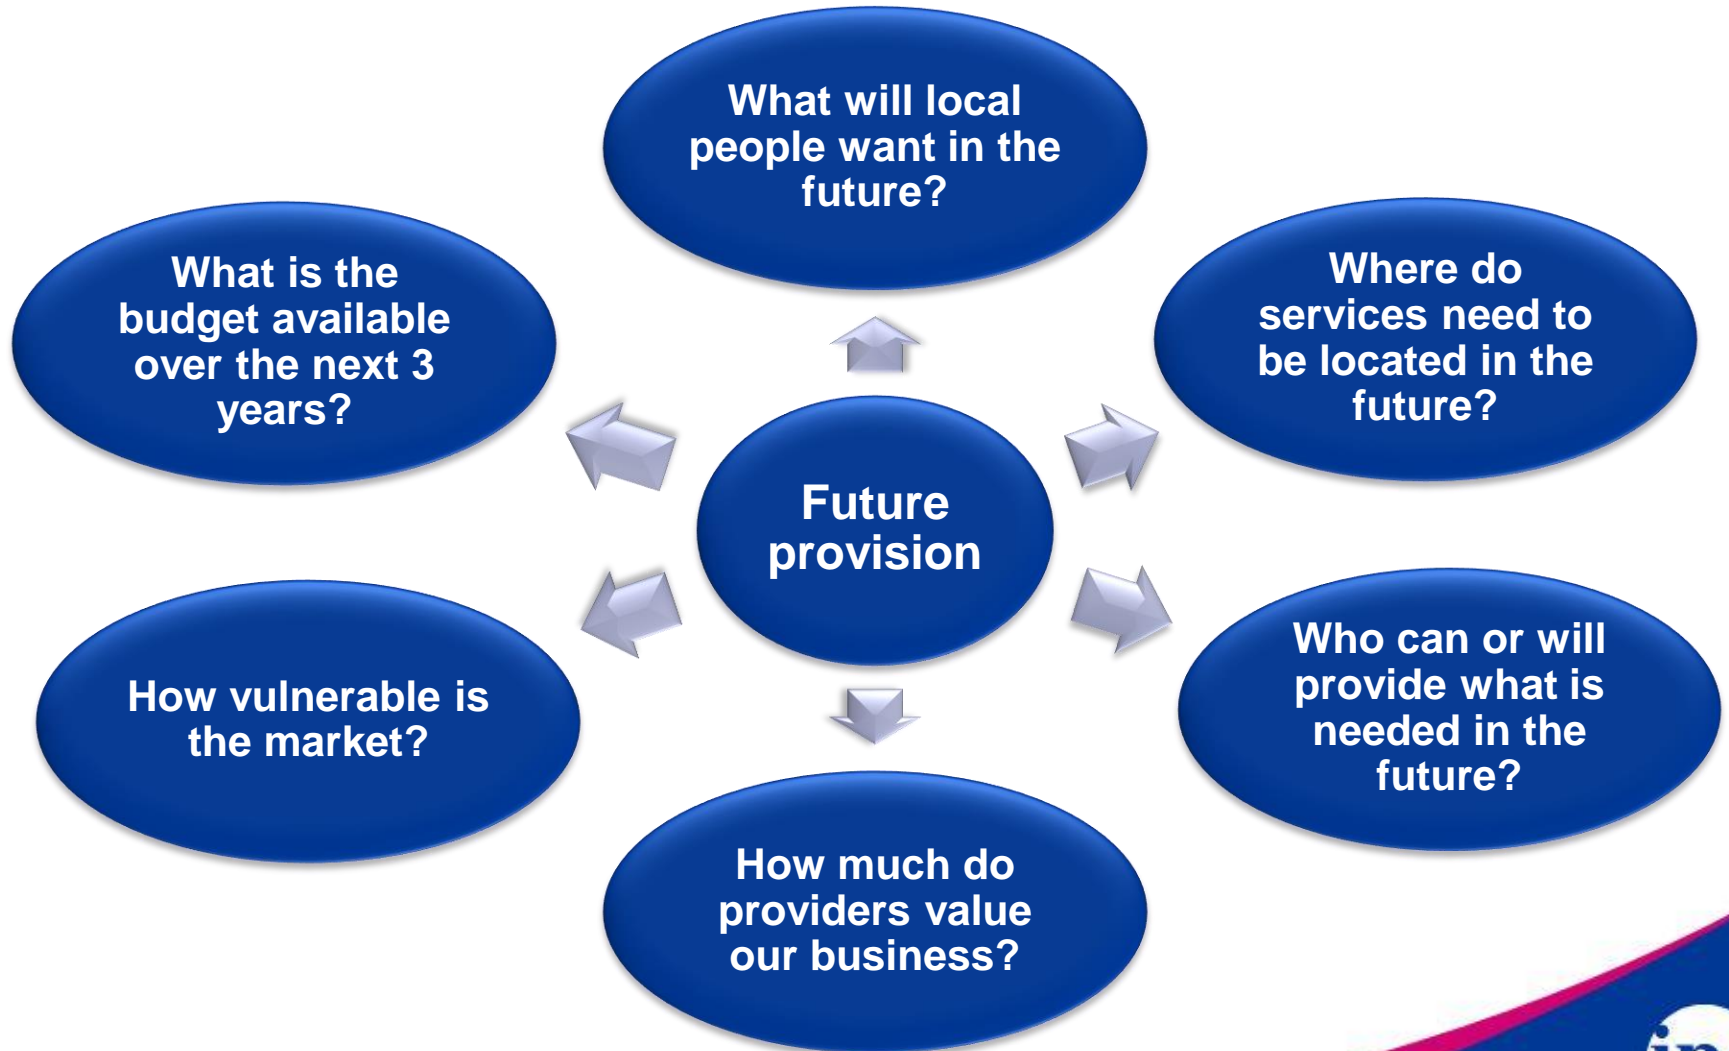 What will local
people want in the
future?
What is the
budget available
over the next 3
years?
Where do
services need to
be located in the
future?
Future
provision
How vulnerable is
the market?
Who can or will
provide what is
needed in the
future?
How much do
providers value
our business?